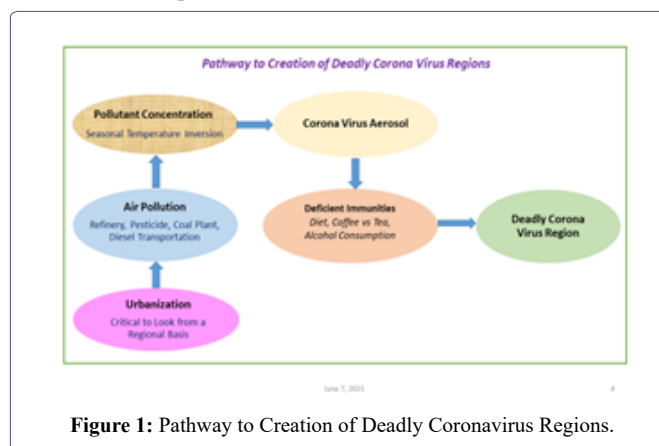 Pathway to Creation of Deadly Corona Virus Regions
Pollutant Concentration
Seasonal Temperature Inversion
Corona Virus Aerosol
Air Pollution
Refinery, Pesticide, Coal Plant,
Diesel Transportation
Deficient Immunities
Diet, Coffee vs Tea,
Alcohol Consumption
Deadly Corona
Virus Region
Urbanization
Critical to Look from a
Regional Basis
June 7, 2021
4
Figure 1: Pathway to Creation of Deadly Coronavirus Regions.